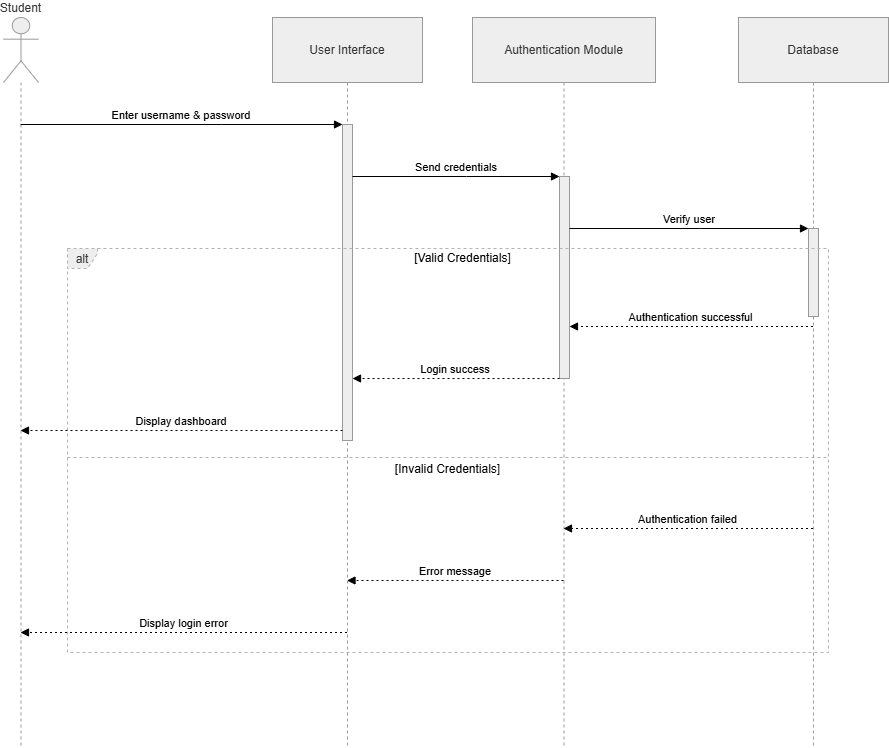 Student
User Interface
Authentication Module
Database
Enter username & password
Send credentials
Verify user
alt
[Valid Credentials]
Authentication successful
Login success
Display dashboard
[Invalid Credentials]
Authentication failed
Error message
Display login error